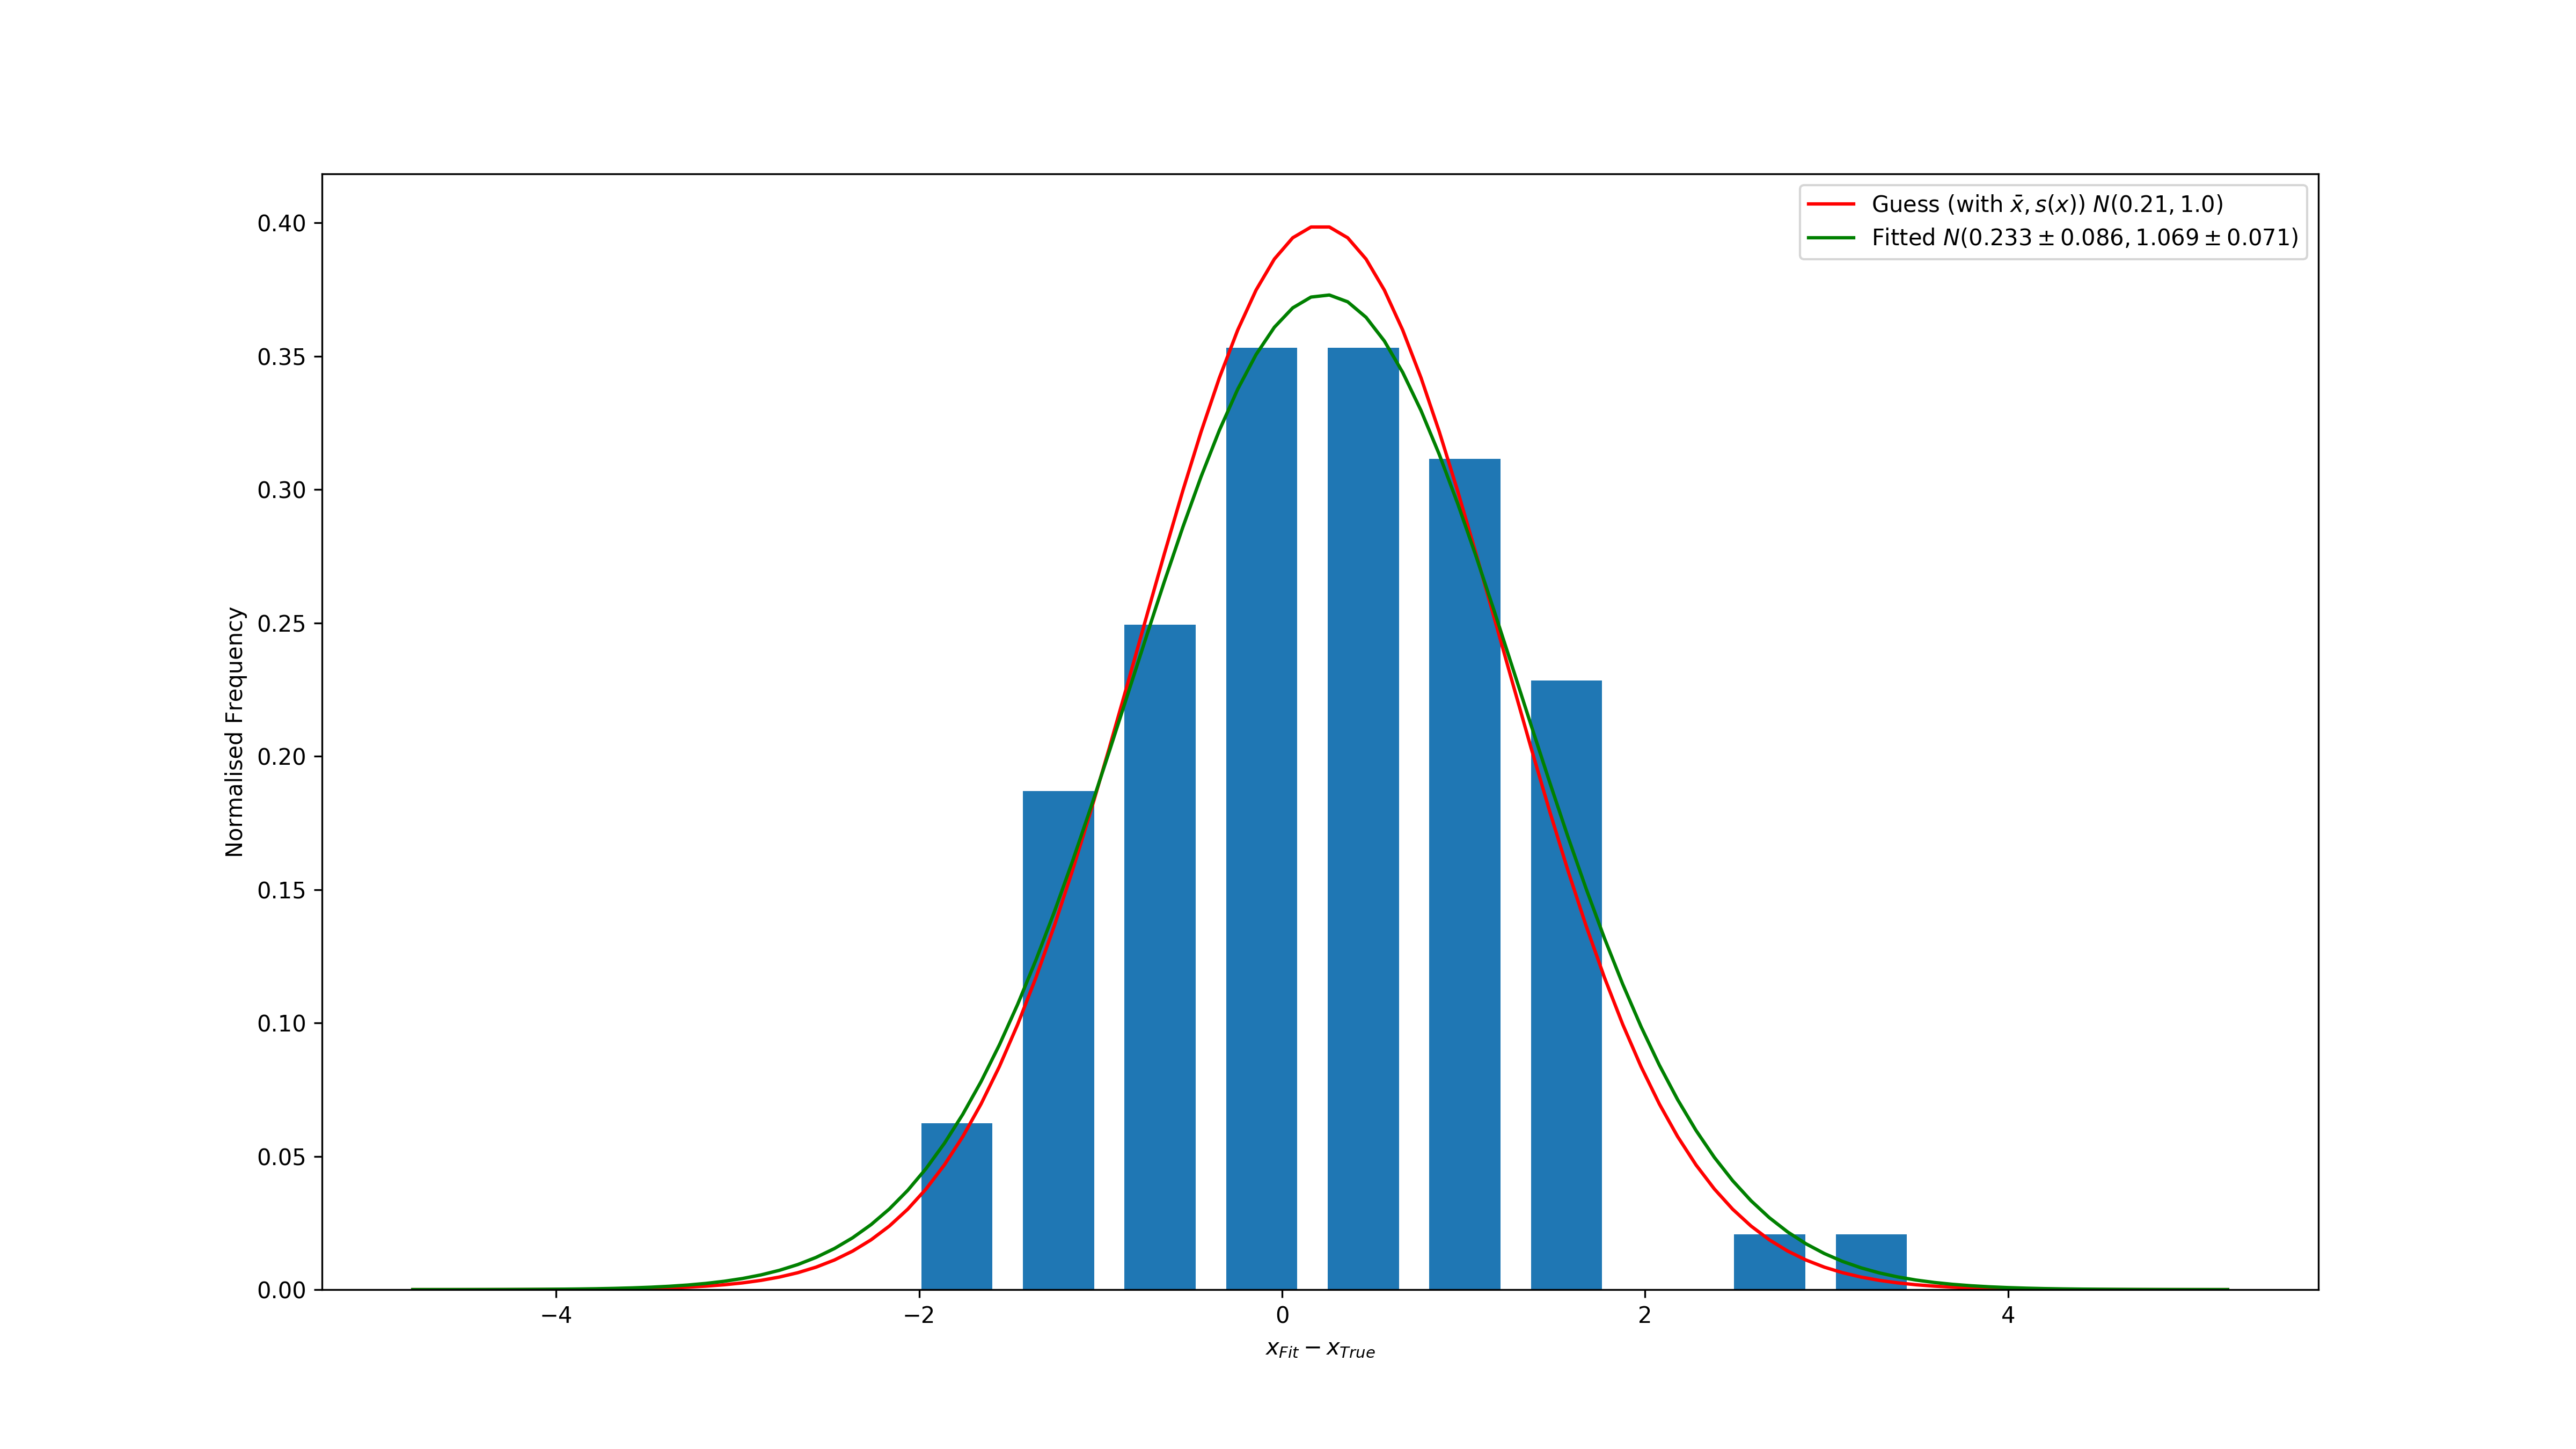 Guess (with x̄, s(x)) N(0.21, 1.0)
Fitted N(0.233 ± 0.086, 1.069 ± 0.071)
0.40
0.35
0.30
0.25
0.20
0.15
0.10
0.05
0.00
Normalised Frequency
−4 −2 0 2 4
x_Fit − x_True